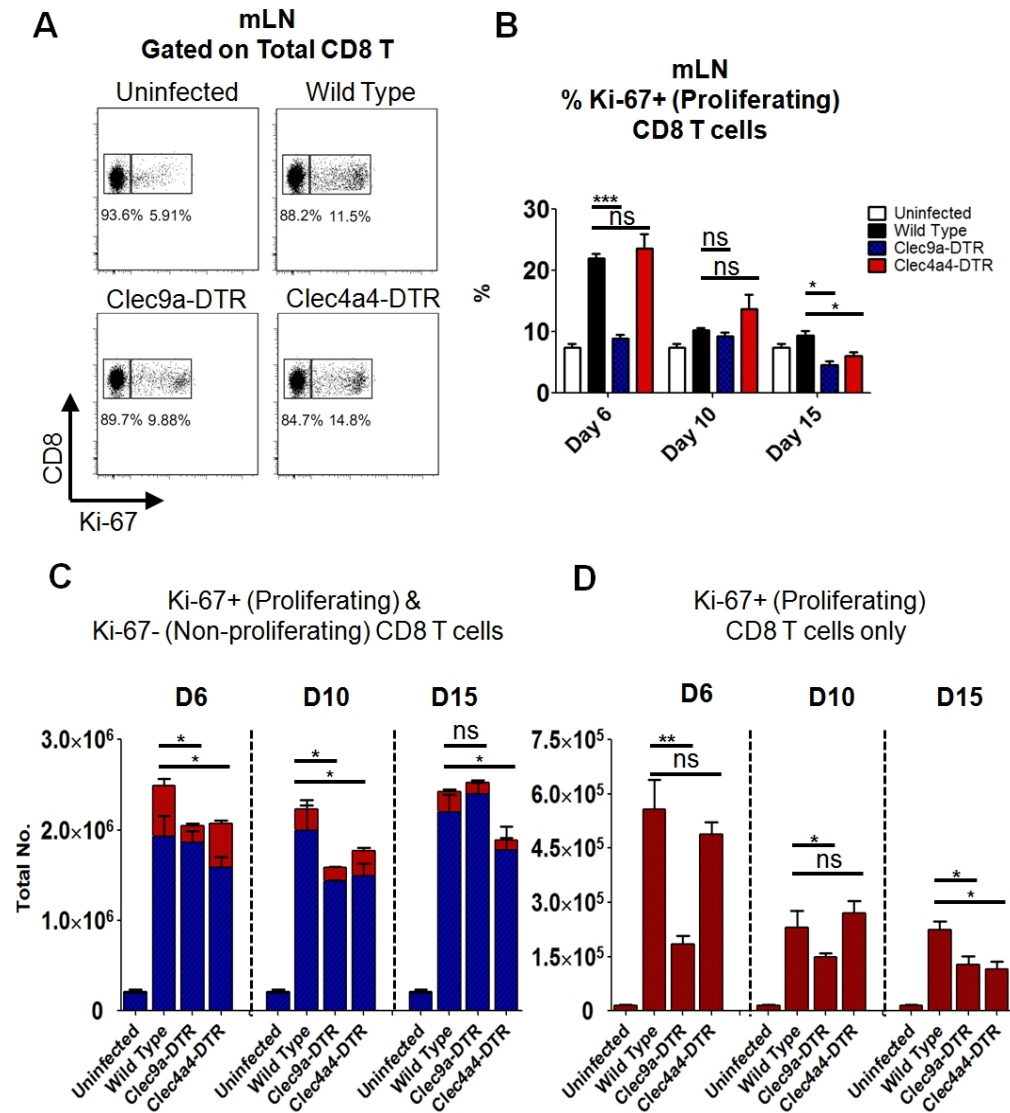 A
mLN
Gated on Total CD8 T
Uninfected
Wild Type
93.6% 5.91%
88.2% 11.5%
Clec9a-DTR
Clec4a4-DTR
89.7% 9.88%
84.7% 14.8%
CD8
Ki-67
B
mLN
% Ki-67+ (Proliferating)
CD8 T cells
%
30
20
10
0
***
ns
ns
ns
*
*
Day 6
Day 10
Day 15
Uninfected
Wild Type
Clec9a-DTR
Clec4a4-DTR
C
Ki-67+ (Proliferating) &
Ki-67- (Non-proliferating) CD8 T cells
D6
D10
D15
Total No.
3.0×10⁶
2.0×10⁶
1.0×10⁶
0
*
*
*
*
ns
*
Uninfected
Wild Type
Clec9a-DTR
Clec4a4-DTR
Uninfected
Wild Type
Clec9a-DTR
Clec4a4-DTR
Uninfected
Wild Type
Clec9a-DTR
Clec4a4-DTR
D
Ki-67+ (Proliferating)
CD8 T cells only
D6
D10
D15
7.5×10⁵
6.0×10⁵
4.5×10⁵
3.0×10⁵
1.5×10⁵
0
**
ns
*
ns
*
*
Uninfected
Wild Type
Clec9a-DTR
Clec4a4-DTR
Uninfected
Wild Type
Clec9a-DTR
Clec4a4-DTR
Uninfected
Wild Type
Clec9a-DTR
Clec4a4-DTR